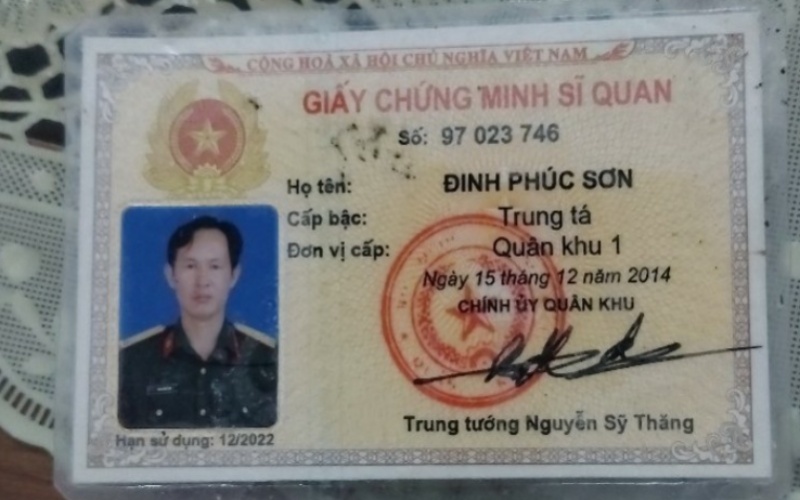 CỘNG HOÀ XÃ HỘI CHỦ NGHĨA VIỆT NAM
GIẤY CHỨNG MINH SĨ QUAN
Số: 97 023 746
Họ tên: ĐINH PHÚC SƠN
Cấp bậc: Trung tá
Đơn vị cấp: Quân khu 1
Ngày 15 tháng 12 năm 2014
CHÍNH ỦY QUÂN KHU
Trung tướng Nguyễn Sỹ Thăng
Hạn sử dụng: 12/2022